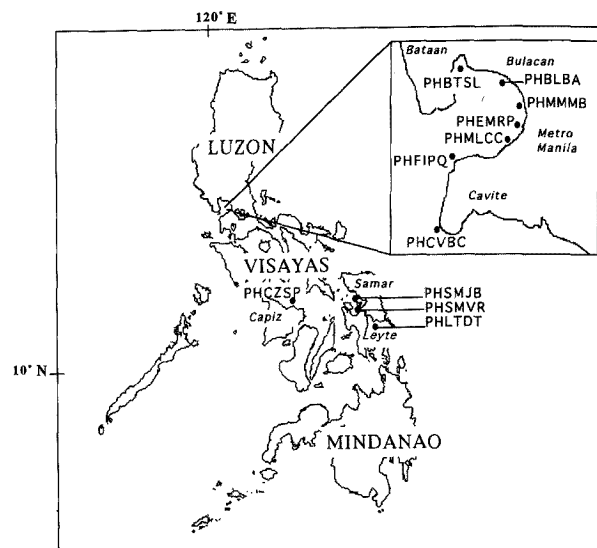 120° E
Bataan
Bulacan
PHBTSL
PHBLBA
PHMMMB
PHEMRP
PHMLCC
Metro
Manila
PHFIPQ
Cavite
PHCVBC
LUZON
VISAYAS
PHCZSP
Capiz
Samar
PHSMJB
PHSMVR
PHLTDT
Leyte
10° N
MINDANAO